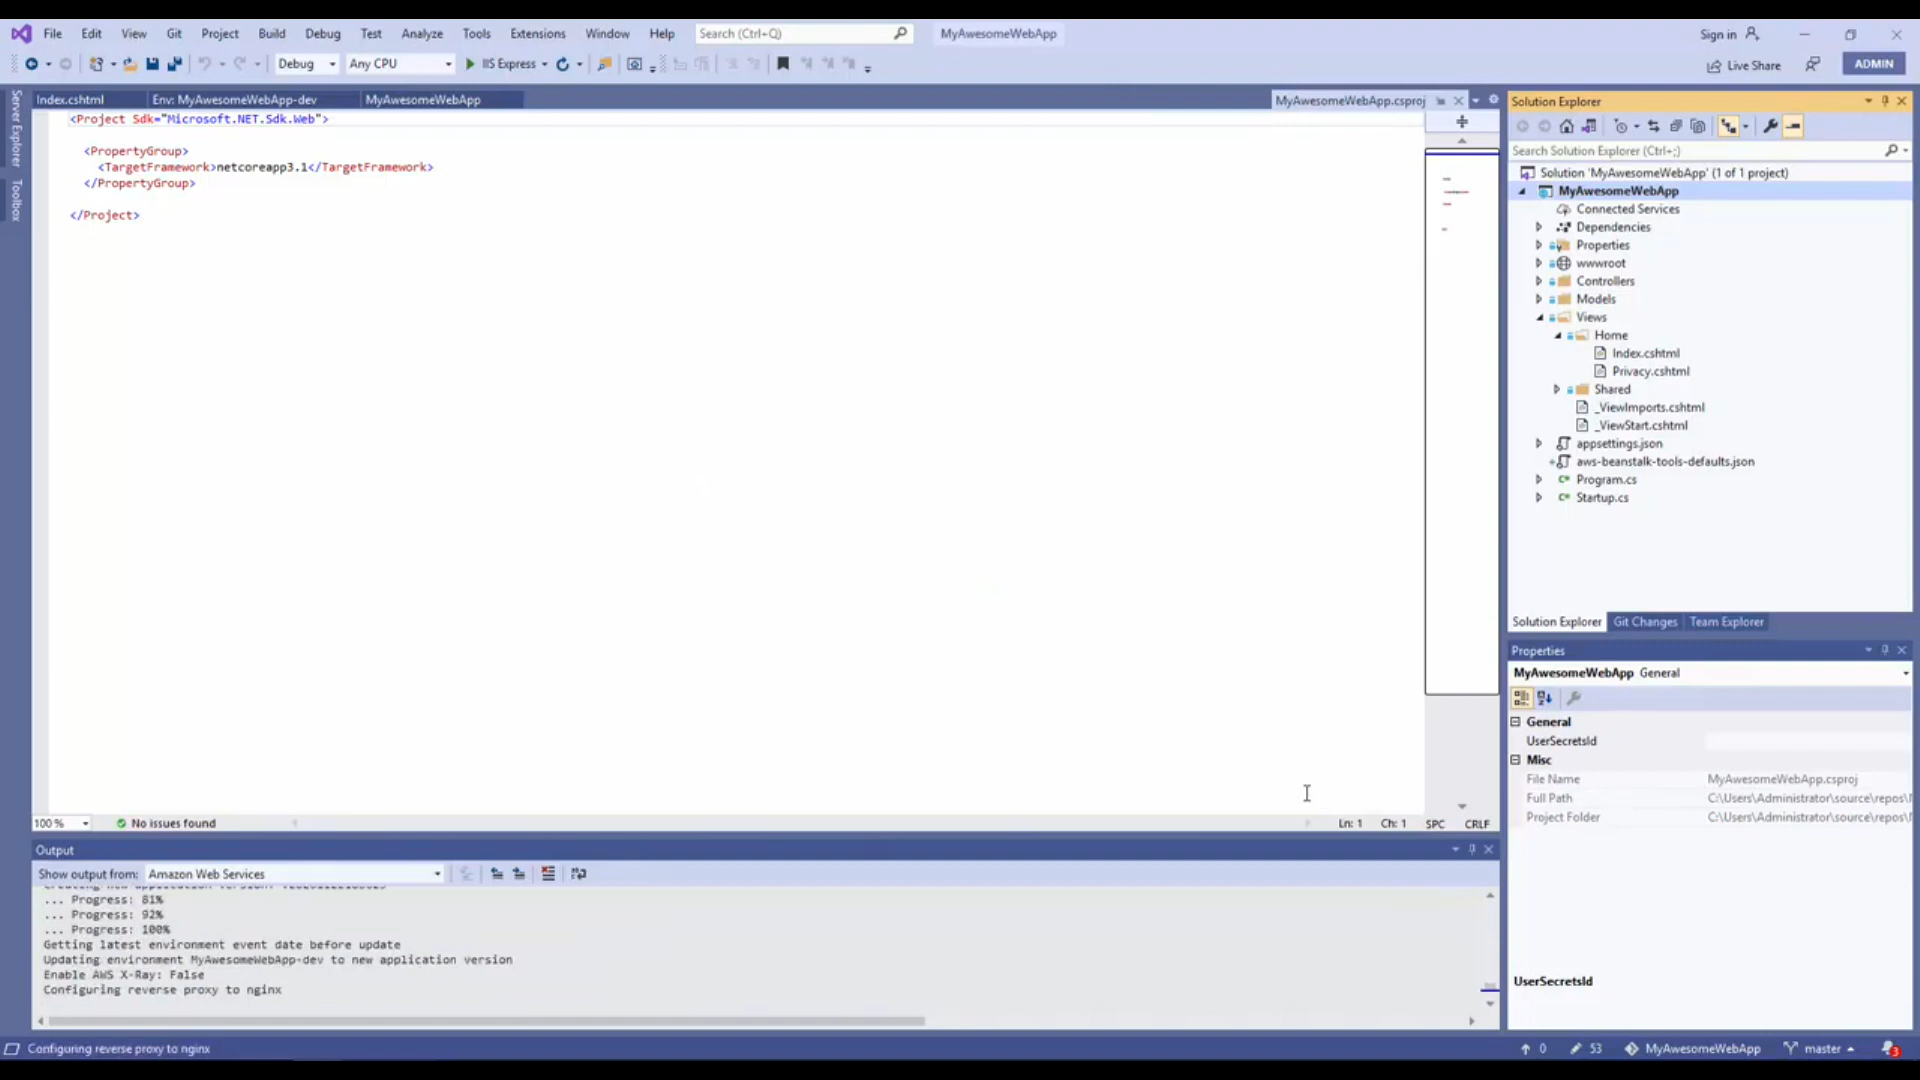 File Edit View Git Project Build Debug Test Analyze Tools Extensions Window Help Search (Ctrl+Q) MyAwesomeWebApp Sign in
Debug Any CPU IIS Express Live Share ADMIN
Server Explorer
Toolbox
Index.cshtml Env: MyAwesomeWebApp-dev MyAwesomeWebApp MyAwesomeWebApp.csproj
<Project Sdk="Microsoft.NET.Sdk.Web">
<PropertyGroup>
<TargetFramework>netcoreapp3.1</TargetFramework>
</PropertyGroup>
</Project>
100 % No issues found Ln: 1 Ch: 1 SPC CRLF
Output
Show output from: Amazon Web Services
... Progress: 81%
... Progress: 92%
... Progress: 100%
Getting latest environment event date before update
Updating environment MyAwesomeWebApp-dev to new application version
Enable AWS X-Ray: False
Configuring reverse proxy to nginx
Solution Explorer
Search Solution Explorer (Ctrl+;)
Solution 'MyAwesomeWebApp' (1 of 1 project)
MyAwesomeWebApp
Connected Services
Dependencies
Properties
wwwroot
Controllers
Models
Views
Home
Index.cshtml
Privacy.cshtml
Shared
_ViewImports.cshtml
_ViewStart.cshtml
appsettings.json
aws-beanstalk-tools-defaults.json
C# Program.cs
C# Startup.cs
Solution Explorer Git Changes Team Explorer
Properties
MyAwesomeWebApp General
General
UserSecretsId
Misc
File Name MyAwesomeWebApp.csproj
Full Path C:\Users\Administrator\source\repos\
Project Folder C:\Users\Administrator\source\repos\
UserSecretsId
Configuring reverse proxy to nginx 0 53 MyAwesomeWebApp master 3